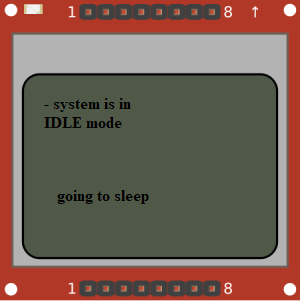 1 8 ↑
- system is in
IDLE mode
going to sleep
1 8